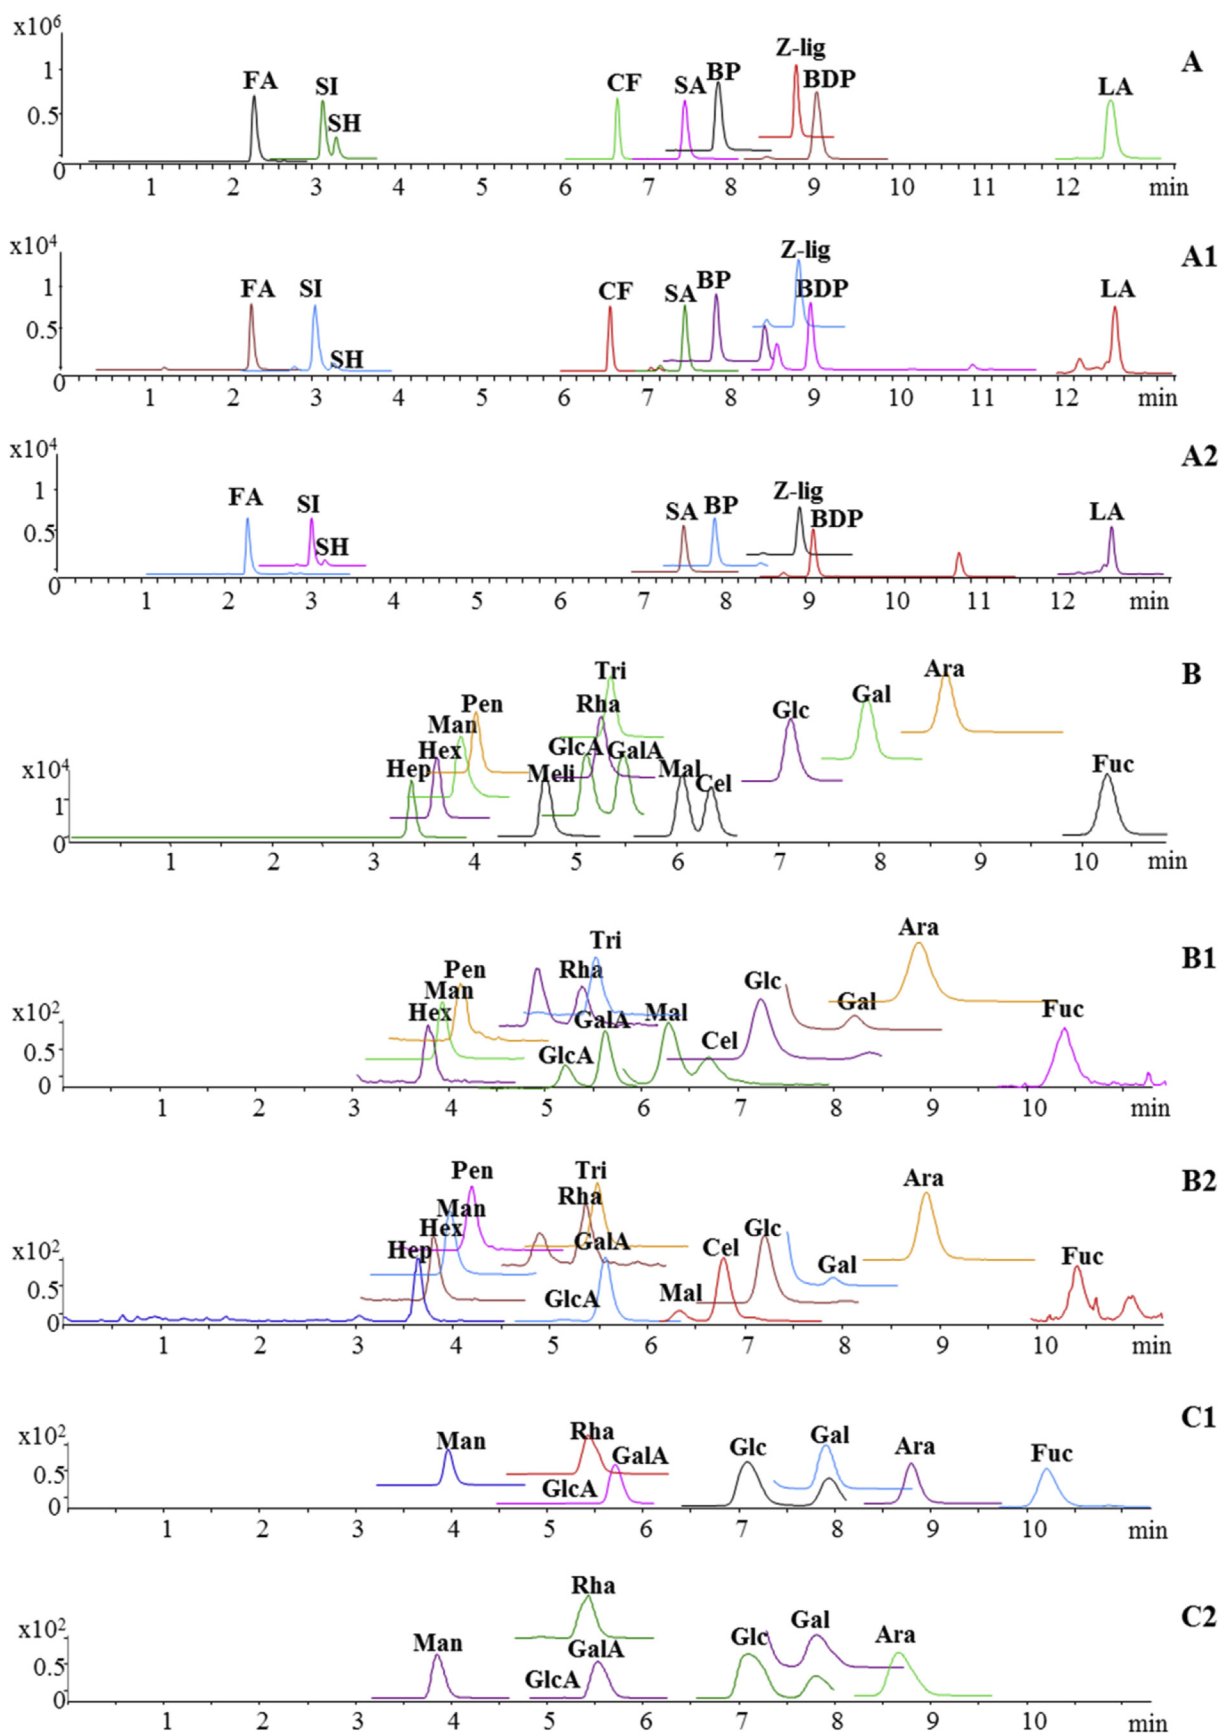 x10⁶
A
1
0.5
0
FA
SI
SH
CF
SA
BP
Z-lig
BDP
LA
1 2 3 4 5 6 7 8 9 10 11 12 min
x10⁴
A1
1
0.5
0
FA
SI
SH
CF
SA
BP
Z-lig
BDP
LA
1 2 3 4 5 6 7 8 9 10 11 12 min
x10⁴
A2
1
0.5
0
FA
SI
SH
SA
BP
Z-lig
BDP
LA
1 2 3 4 5 6 7 8 9 10 11 12 min
B
x10⁴
1
0
Hep
Hex
Man
Pen
Meli
GlcA
Rha
Tri
GalA
Mal
Cel
Glc
Gal
Ara
Fuc
1 2 3 4 5 6 7 8 9 10 min
B1
x10²
0.5
0
Hex
Man
Pen
GlcA
Rha
Tri
GalA
Mal
Cel
Glc
Gal
Ara
Fuc
1 2 3 4 5 6 7 8 9 10 min
B2
x10²
0.5
0
Hep
Hex
Man
Pen
GlcA
Rha
Tri
GalA
Mal
Cel
Glc
Gal
Ara
Fuc
1 2 3 4 5 6 7 8 9 10 min
C1
x10²
0.5
0
Man
Rha
GlcA
GalA
Glc
Gal
Ara
Fuc
1 2 3 4 5 6 7 8 9 10 min
C2
x10²
0.5
0
Man
Rha
GlcA
GalA
Glc
Gal
Ara
1 2 3 4 5 6 7 8 9 10 min